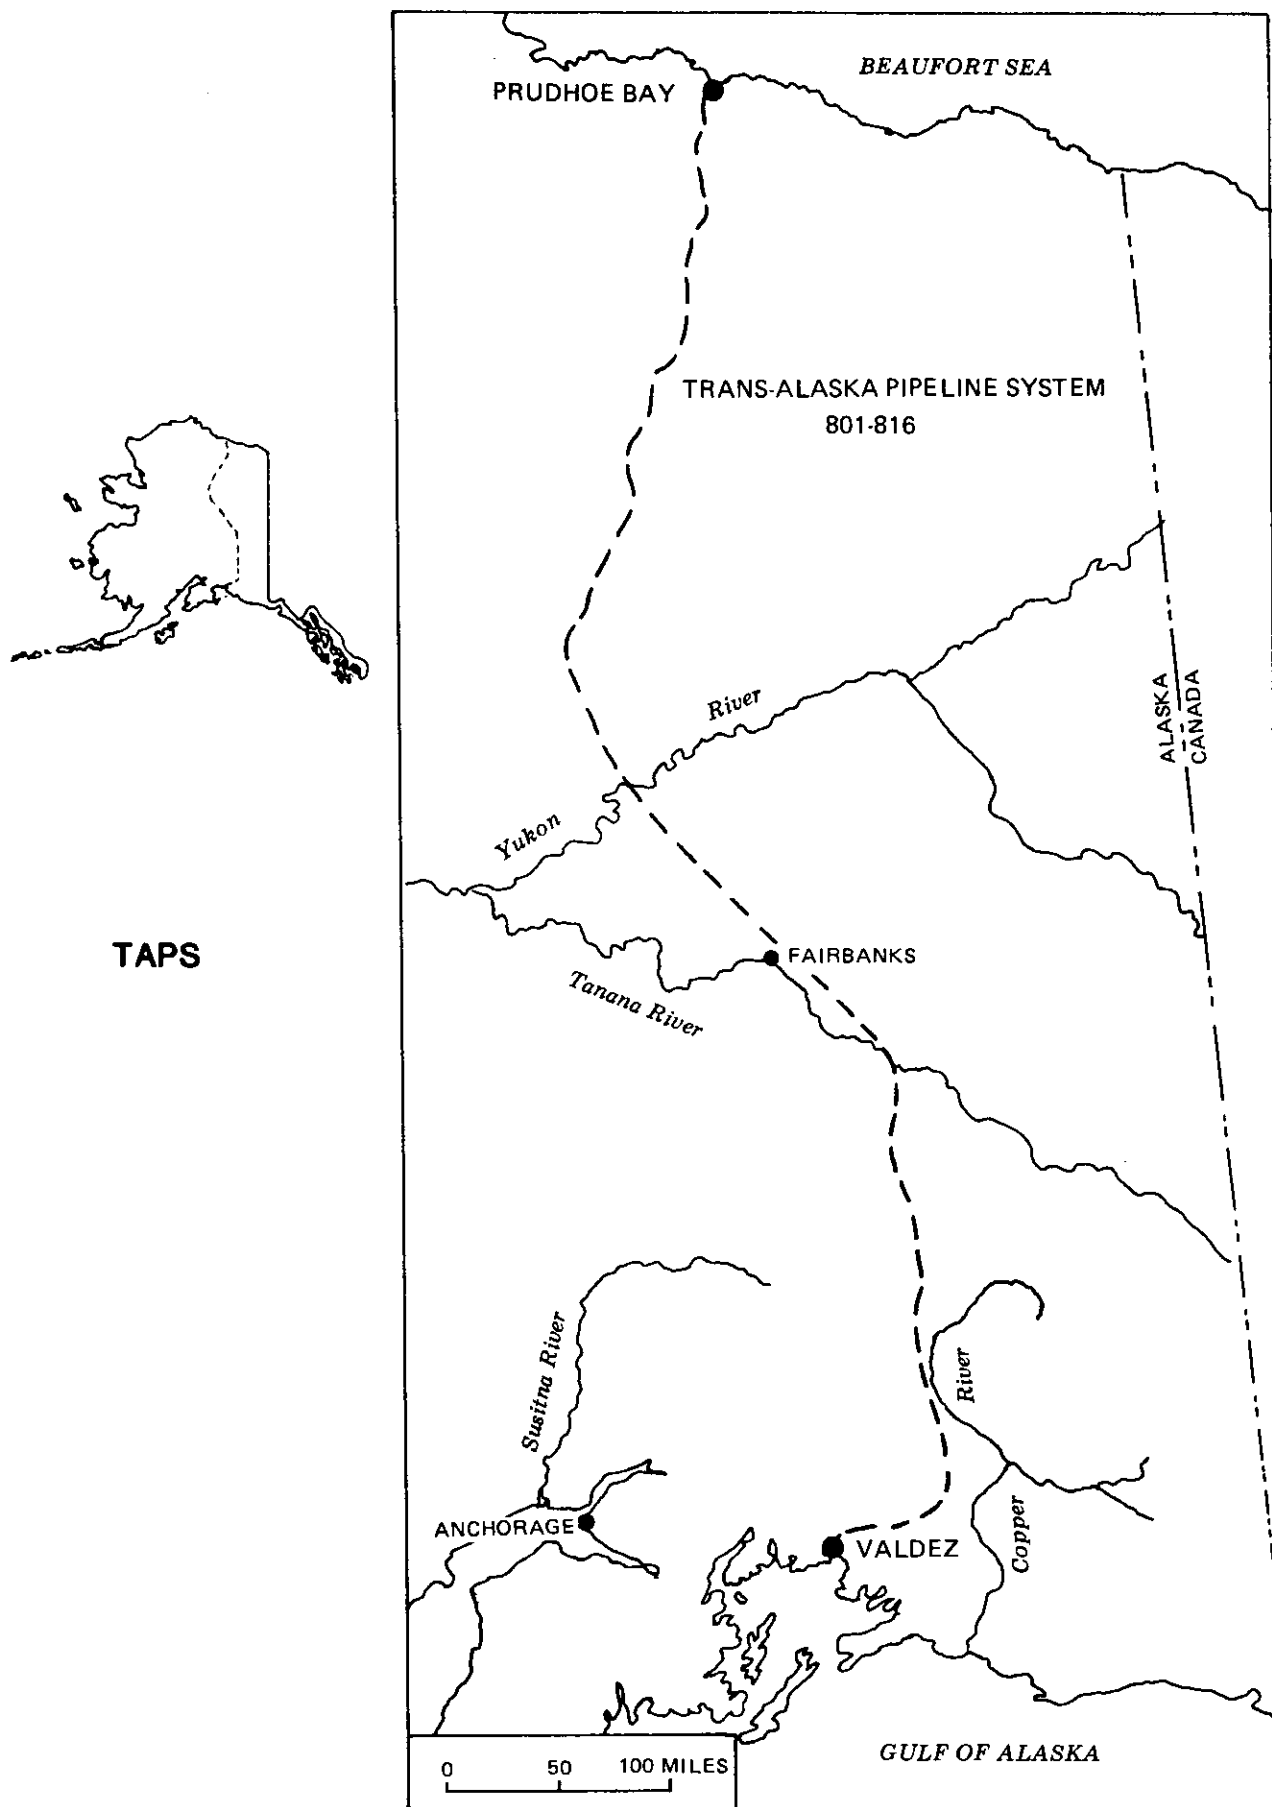 BEAUFORT SEA
PRUDHOE BAY
TRANS-ALASKA PIPELINE SYSTEM
801-816
River
ALASKA
CANADA
Yukon
TAPS
FAIRBANKS
Tanana River
Susitna River
River
Copper
ANCHORAGE
VALDEZ
GULF OF ALASKA
0 50 100 MILES